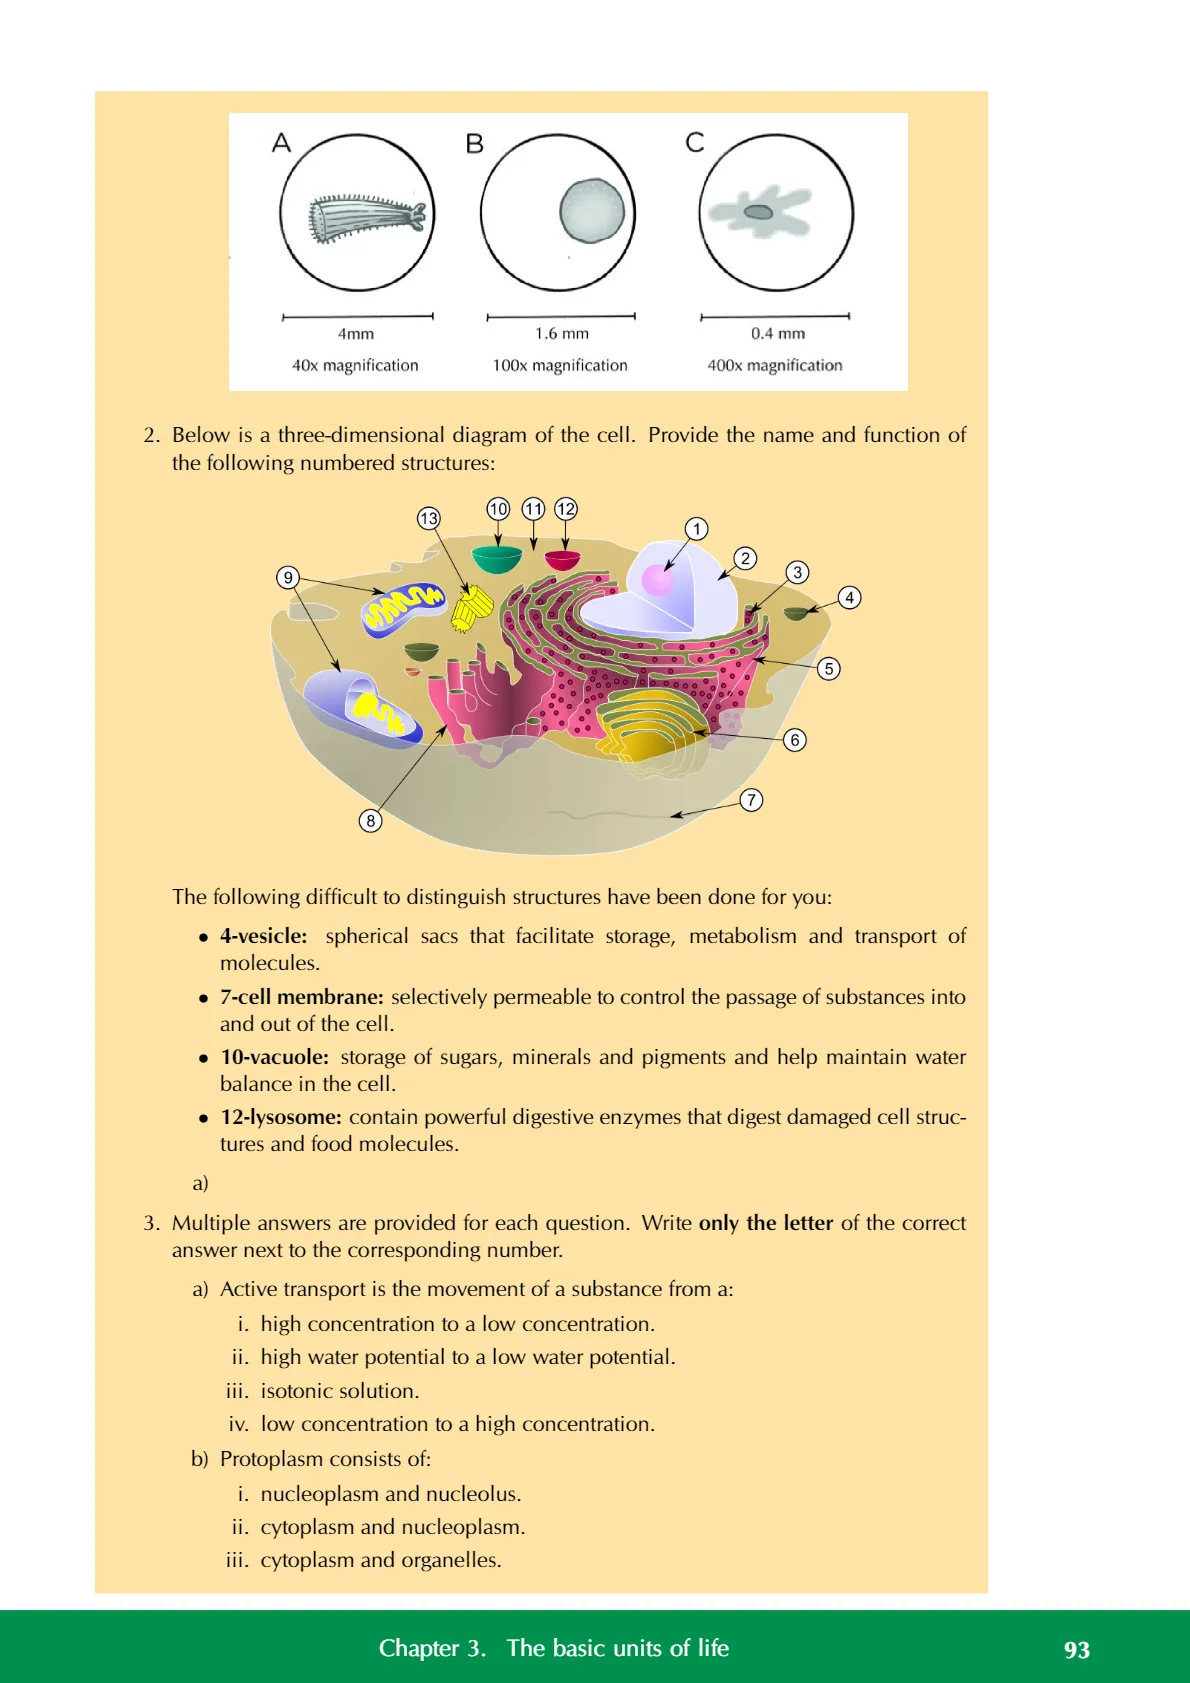 A B C
4mm 1.6 mm 0.4 mm
40x magnification 100x magnification 400x magnification
2. Below is a three-dimensional diagram of the cell. Provide the name and function of
the following numbered structures:
10 11 12
13
1
2
3
9
4
5
6
7
8
The following difficult to distinguish structures have been done for you:
• 4-vesicle: spherical sacs that facilitate storage, metabolism and transport of
molecules.
• 7-cell membrane: selectively permeable to control the passage of substances into
and out of the cell.
• 10-vacuole: storage of sugars, minerals and pigments and help maintain water
balance in the cell.
• 12-lysosome: contain powerful digestive enzymes that digest damaged cell struc-
tures and food molecules.
a)
3. Multiple answers are provided for each question. Write only the letter of the correct
answer next to the corresponding number.
a) Active transport is the movement of a substance from a:
i. high concentration to a low concentration.
ii. high water potential to a low water potential.
iii. isotonic solution.
iv. low concentration to a high concentration.
b) Protoplasm consists of:
i. nucleoplasm and nucleolus.
ii. cytoplasm and nucleoplasm.
iii. cytoplasm and organelles.
Chapter 3. The basic units of life 93